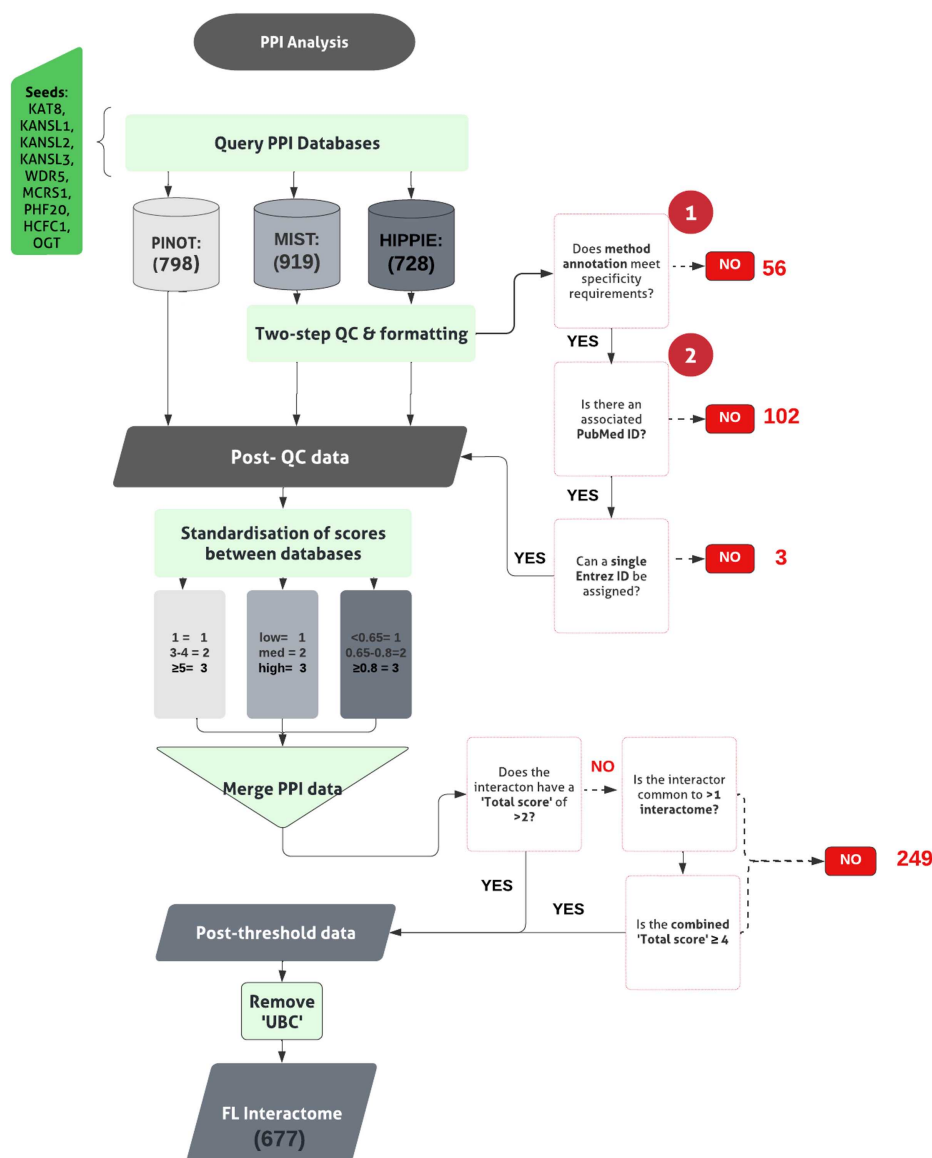 PPI Analysis
Seeds:
KAT8,
KANSL1,
KANSL2,
KANSL3,
WDR5,
MCRS1,
PHF20,
HCFC1,
OGT
Query PPI Databases
PINOT:
(798)
MIST:
(919)
HIPPIE:
(728)
Two-step QC & formatting
1
Does method
annotation meet
specificity
requirements?
NO
56
YES
2
Is there an
associated
PubMed ID?
NO
102
YES
Can a single
Entrez ID be
assigned?
NO
3
YES
Post- QC data
Standardisation of scores
between databases
1 = 1
3-4 = 2
≥5= 3
low= 1
med = 2
high= 3
<0.65= 1
0.65-0.8=2
≥0.8 = 3
Merge PPI data
Does the
interacton have a
'Total score' of
>2?
NO
Is the interactor
common to >1
interactome?
NO
249
YES
YES
Is the combined
'Total score' ≥ 4
Post-threshold data
Remove
'UBC'
FL Interactome
(677)